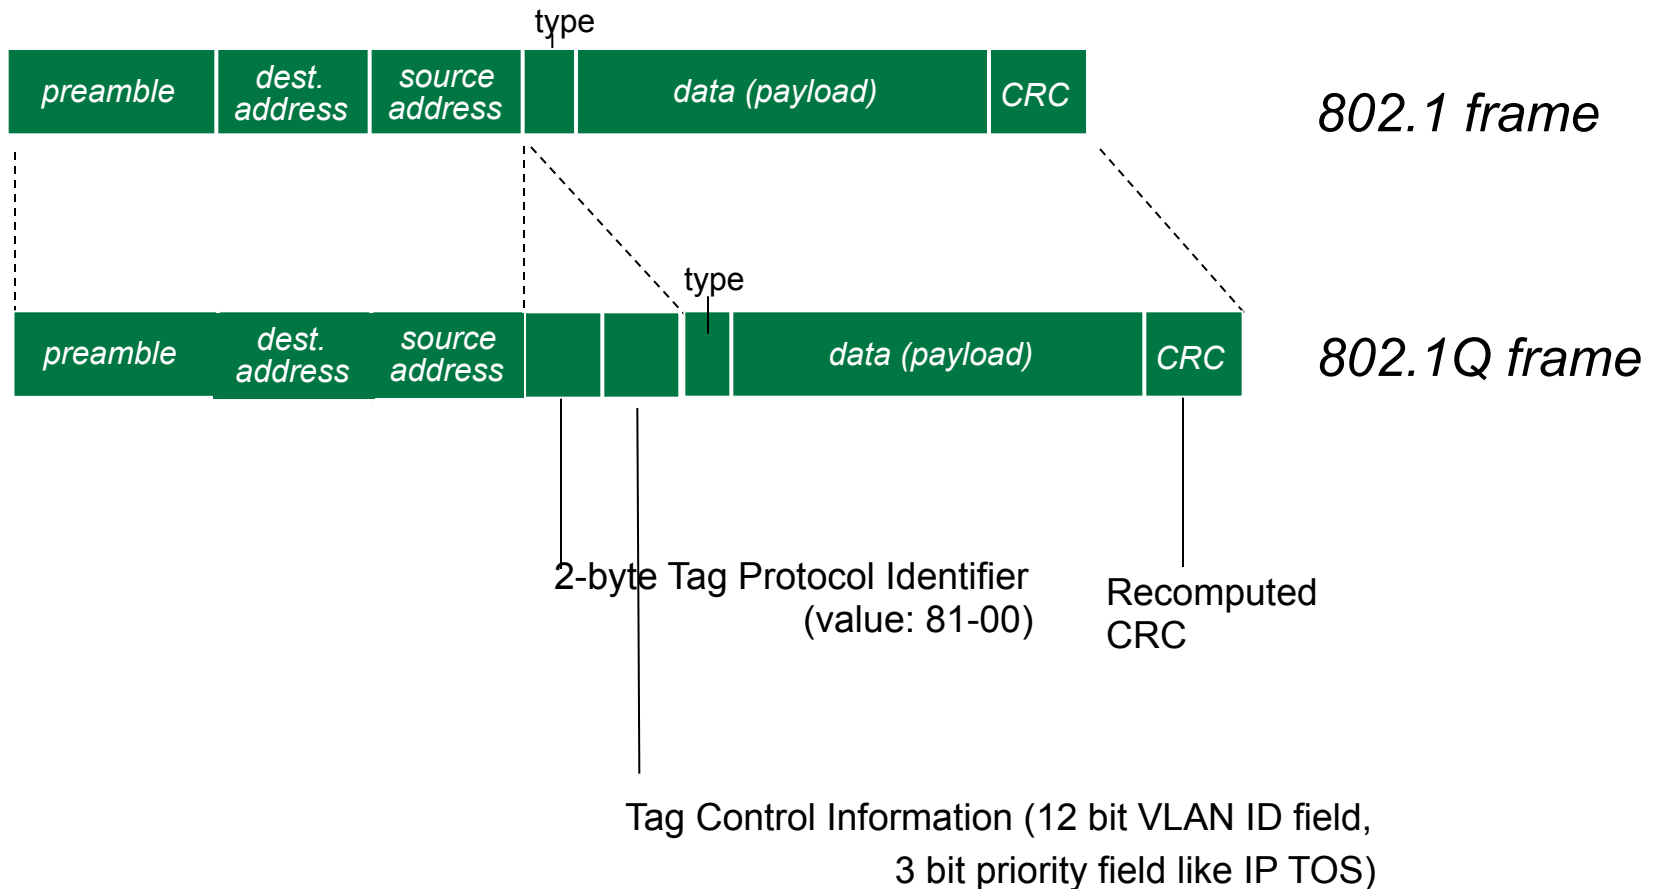 type
preamble
dest.
address
source
address
data (payload)
CRC
802.1 frame
type
preamble
dest.
address
source
address
data (payload)
CRC
802.1Q frame
2-byte Tag Protocol Identifier
(value: 81-00)
Recomputed
CRC
Tag Control Information (12 bit VLAN ID field,
3 bit priority field like IP TOS)